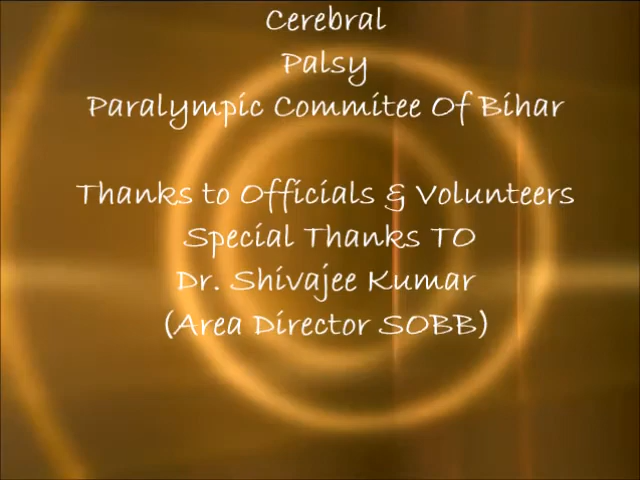 Cerebral
Palsy
Paralympic Commitee Of Bihar
Thanks to Officials & Volunteers
Special Thanks TO
Dr. Shivajee Kumar
(Area Director SOBB)